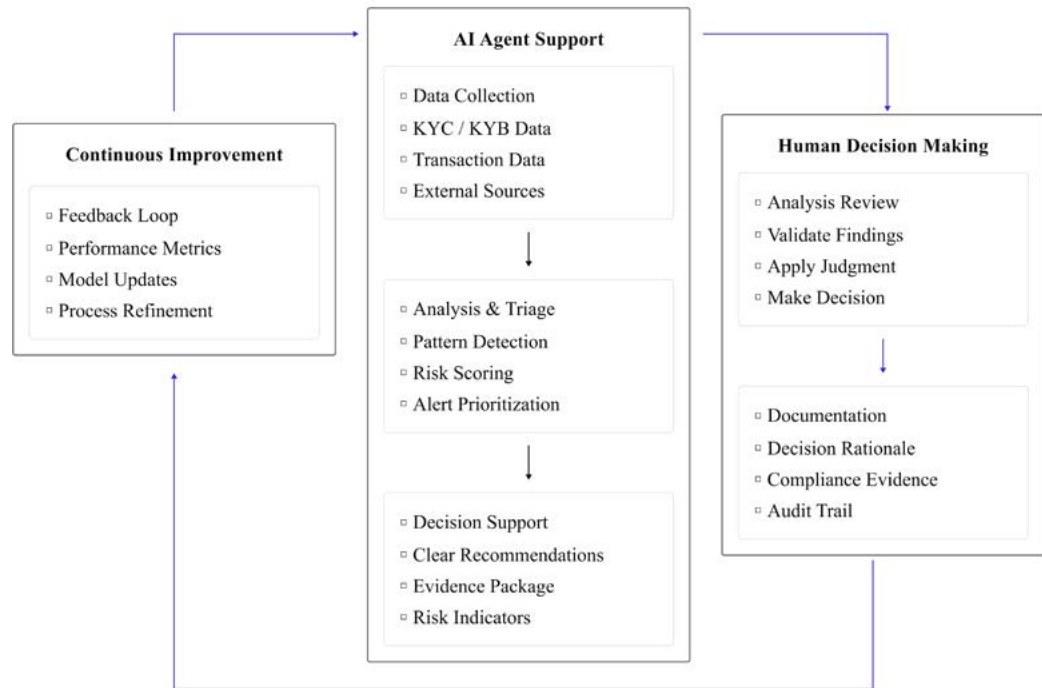 AI Agent Support
▫ Data Collection
▫ KYC / KYB Data
▫ Transaction Data
▫ External Sources
▫ Analysis & Triage
▫ Pattern Detection
▫ Risk Scoring
▫ Alert Prioritization
▫ Decision Support
▫ Clear Recommendations
▫ Evidence Package
▫ Risk Indicators
Human Decision Making
▫ Analysis Review
▫ Validate Findings
▫ Apply Judgment
▫ Make Decision
▫ Documentation
▫ Decision Rationale
▫ Compliance Evidence
▫ Audit Trail
Continuous Improvement
▫ Feedback Loop
▫ Performance Metrics
▫ Model Updates
▫ Process Refinement